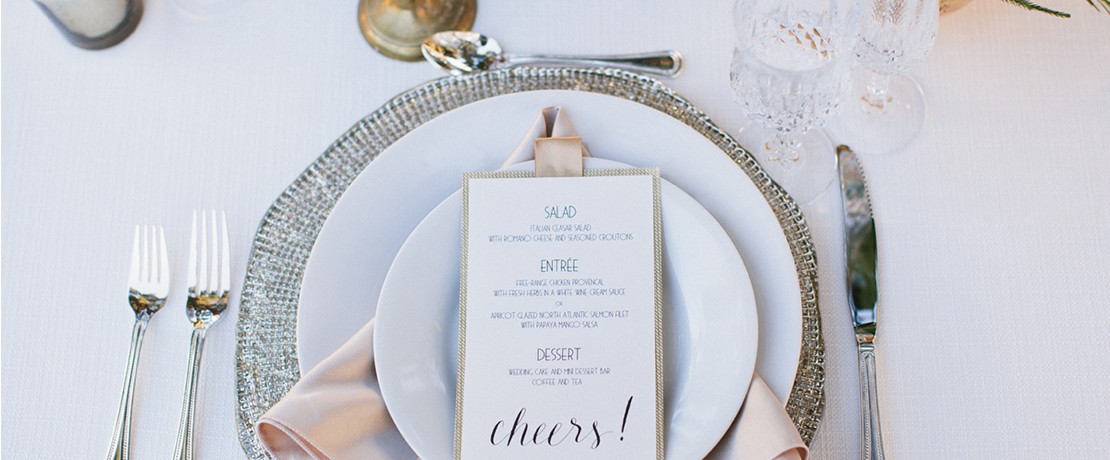 SALAD
ITALIAN CEASAR SALAD
WITH ROMANO CHEESE AND SEASONED CROUTONS
ENTRÉE
FREE-RANGE CHICKEN PROVENCAL
WITH FRESH HERBS IN A WHITE WINE CREAM SAUCE
OR
APRICOT GLAZED NORTH ATLANTIC SALMON FILET
WITH PAPAYA MANGO SALSA
DESSERT
WEDDING CAKE AND MINI DESSERT BAR
COFFEE AND TEA
cheers!